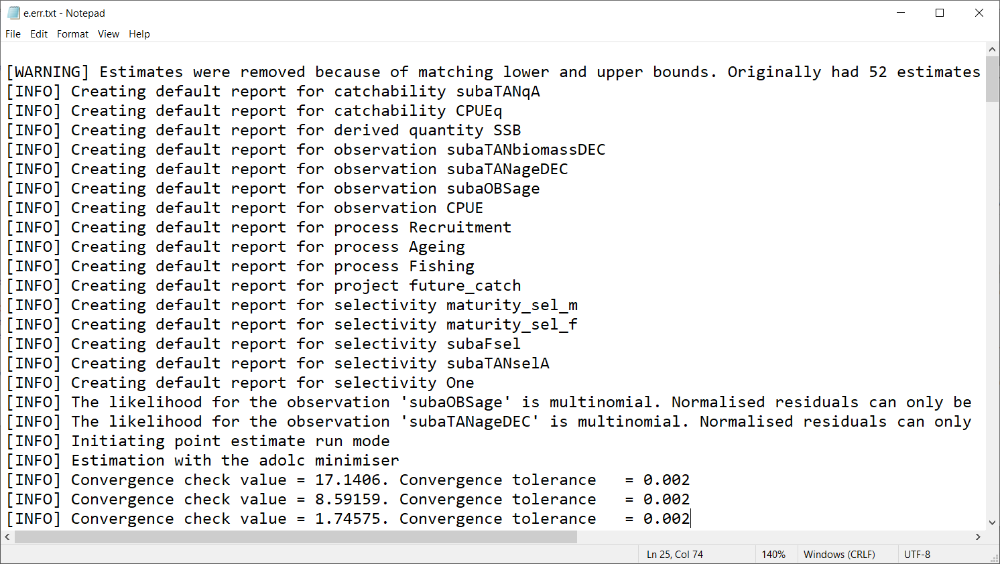 e.err.txt - Notepad
File Edit Format View Help
[WARNING] Estimates were removed because of matching lower and upper bounds. Originally had 52 estimates
[INFO] Creating default report for catchability subaTANqA
[INFO] Creating default report for catchability CPUEq
[INFO] Creating default report for derived quantity SSB
[INFO] Creating default report for observation subaTANbiomassDEC
[INFO] Creating default report for observation subaTANageDEC
[INFO] Creating default report for observation subaOBSage
[INFO] Creating default report for observation CPUE
[INFO] Creating default report for process Recruitment
[INFO] Creating default report for process Ageing
[INFO] Creating default report for process Fishing
[INFO] Creating default report for project future_catch
[INFO] Creating default report for selectivity maturity_sel_m
[INFO] Creating default report for selectivity maturity_sel_f
[INFO] Creating default report for selectivity subaFsel
[INFO] Creating default report for selectivity subaTANselA
[INFO] Creating default report for selectivity One
[INFO] The likelihood for the observation 'subaOBSage' is multinomial. Normalised residuals can only be
[INFO] The likelihood for the observation 'subaTANageDEC' is multinomial. Normalised residuals can only
[INFO] Initiating point estimate run mode
[INFO] Estimation with the adolc minimiser
[INFO] Convergence check value = 17.1406. Convergence tolerance   = 0.002
[INFO] Convergence check value = 8.59159. Convergence tolerance   = 0.002
[INFO] Convergence check value = 1.74575. Convergence tolerance   = 0.002
Ln 25, Col 74 140% Windows (CRLF) UTF-8